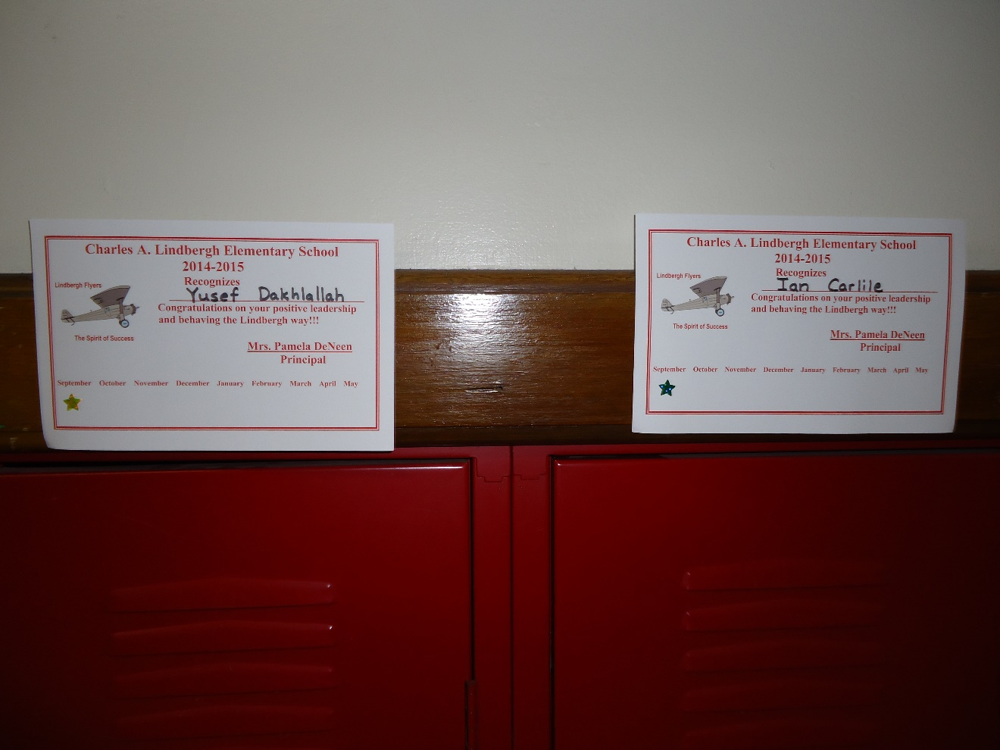 Charles A. Lindbergh Elementary School
2014-2015
Recognizes
Lindbergh Flyers
Yusef Dakhlallah
Congratulations on your positive leadership
and behaving the Lindbergh way!!!
The Spirit of Success
Mrs. Pamela DeNeen
Principal
September October November December January February March April May
Charles A. Lindbergh Elementary School
2014-2015
Recognizes
Lindbergh Flyers
Ian Carlile
Congratulations on your positive leadership
and behaving the Lindbergh way!!!
The Spirit of Success
Mrs. Pamela DeNeen
Principal
September October November December January February March April May